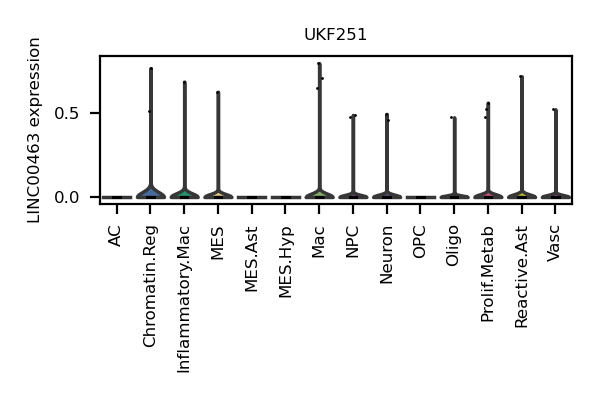 UKF251
LINC00463 expression
0.5
0.0
AC
Chromatin.Reg
Inflammatory.Mac
MES
MES.Ast
MES.Hyp
Mac
NPC
Neuron
OPC
Oligo
Prolif.Metab
Reactive.Ast
Vasc